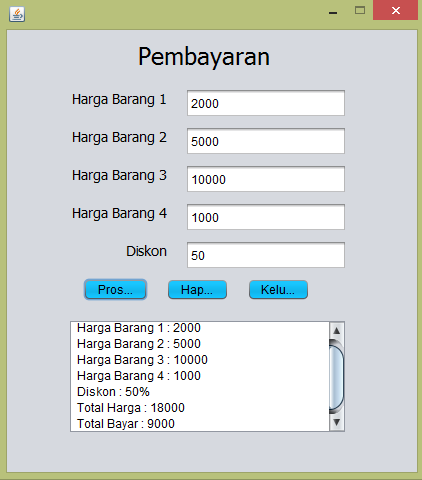 Pembayaran
Harga Barang 1 2000
Harga Barang 2 5000
Harga Barang 3 10000
Harga Barang 4 1000
Diskon 50
Pros... Hap... Kelu...
Harga Barang 1 : 2000
Harga Barang 2 : 5000
Harga Barang 3 : 10000
Harga Barang 4 : 1000
Diskon : 50%
Total Harga : 18000
Total Bayar : 9000